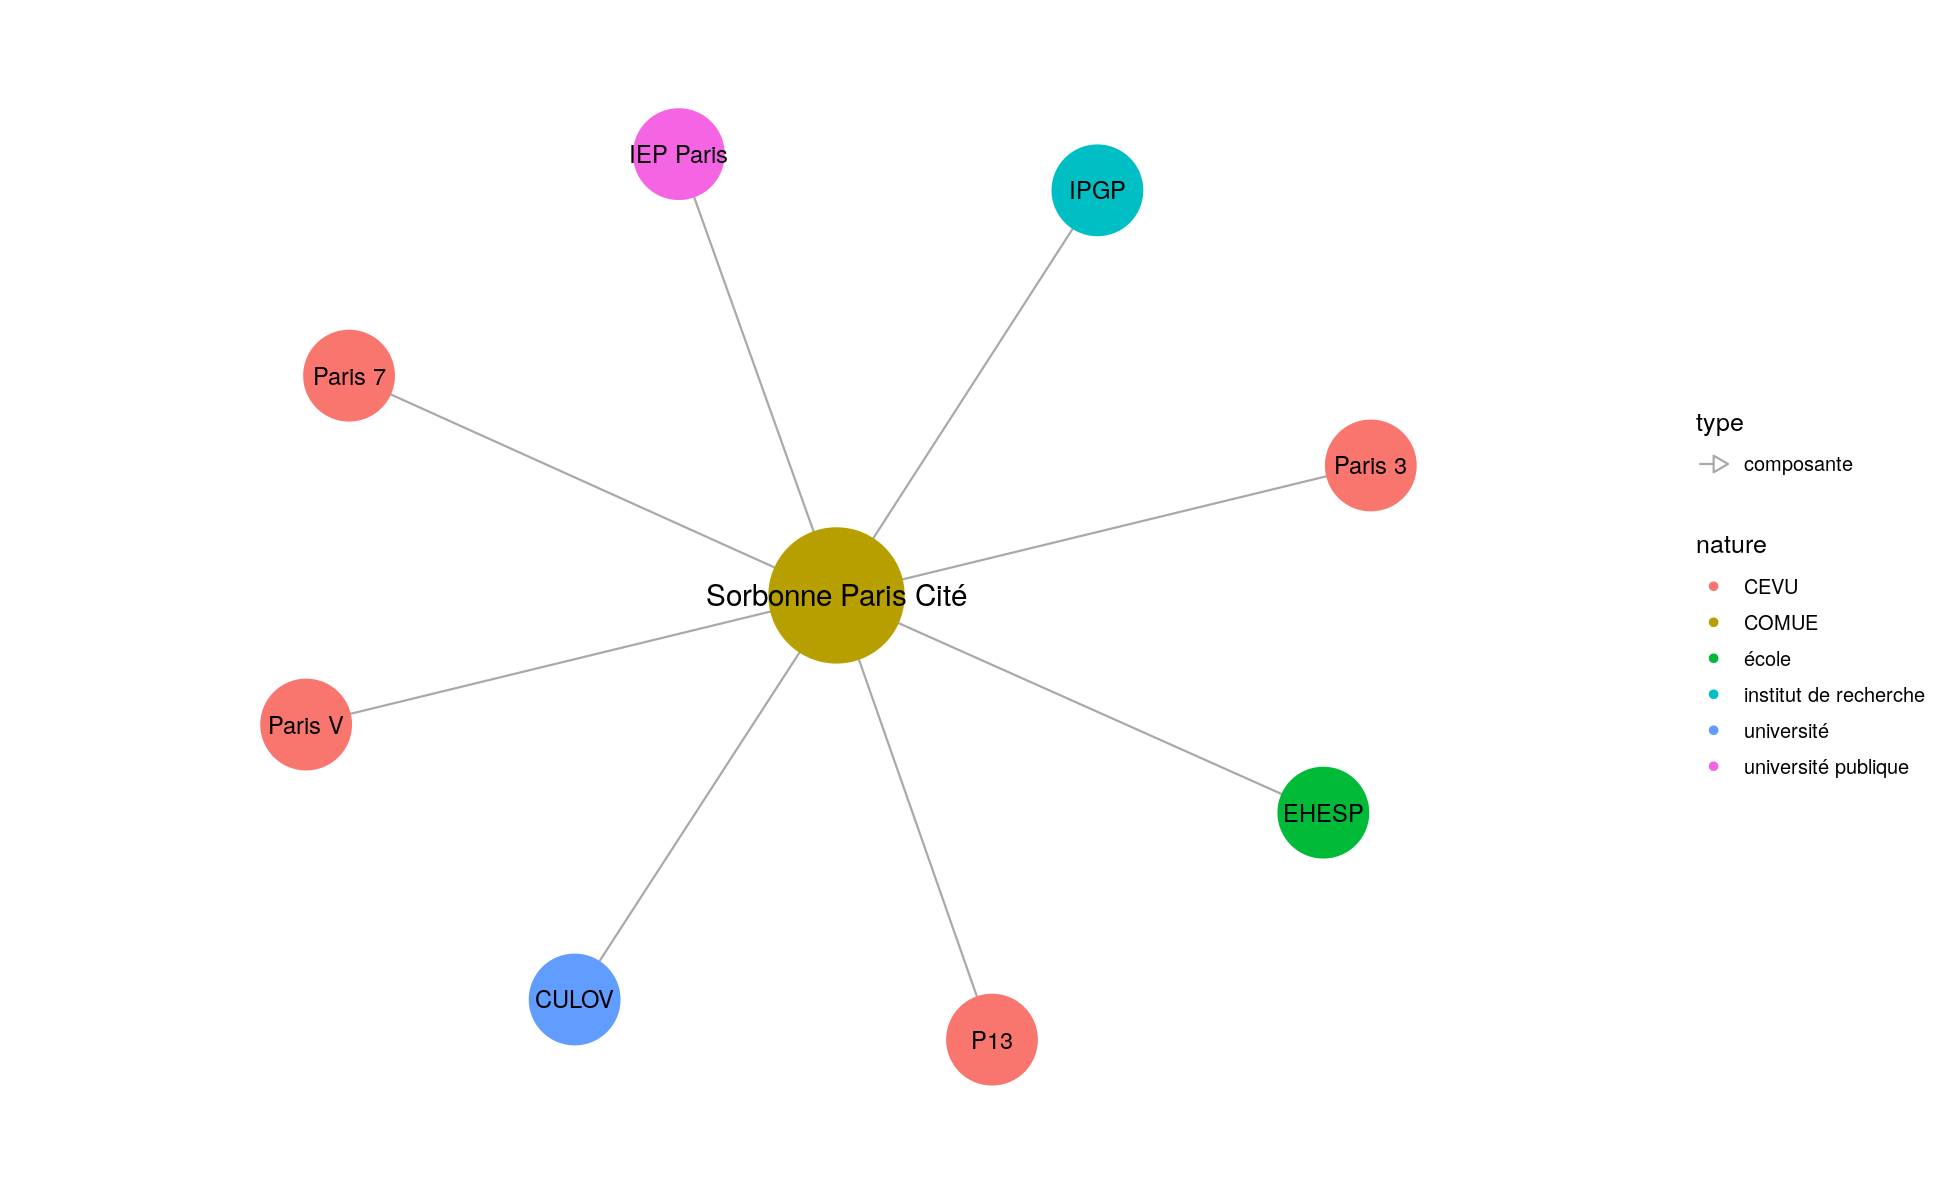 IEP Paris
IPGP
Paris 7
Paris 3
Sorbonne Paris Cité
Paris V
EHESP
CULOV
P13
type
composante
nature
CEVU
COMUE
école
institut de recherche
université
université publique